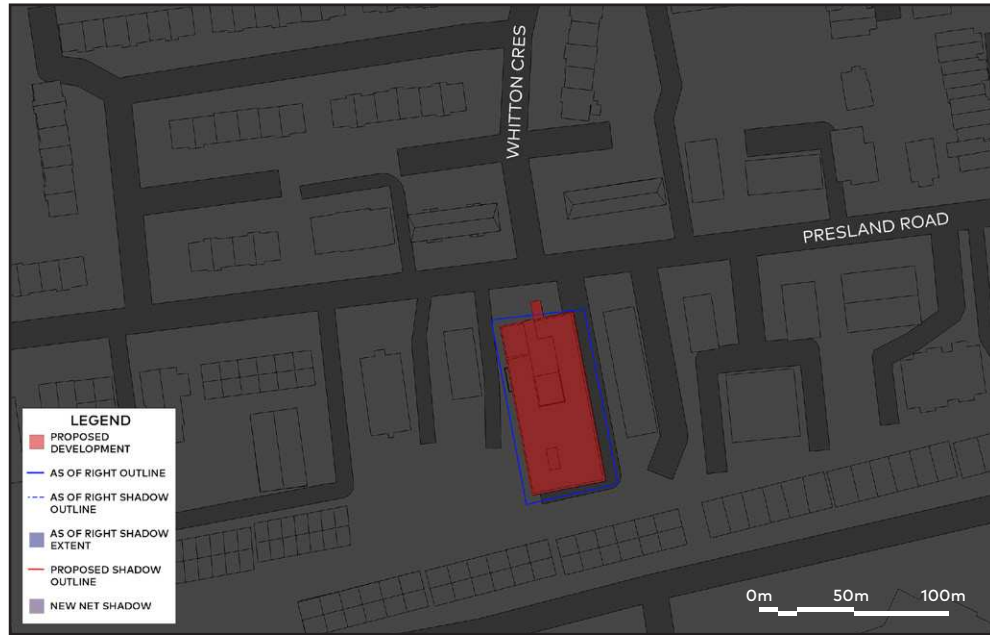 WHITTON CRES
PRESLAND ROAD
LEGEND
PROPOSED
DEVELOPMENT
AS OF RIGHT OUTLINE
AS OF RIGHT SHADOW
OUTLINE
AS OF RIGHT SHADOW
EXTENT
PROPOSED SHADOW
OUTLINE
NEW NET SHADOW
0m 50m 100m